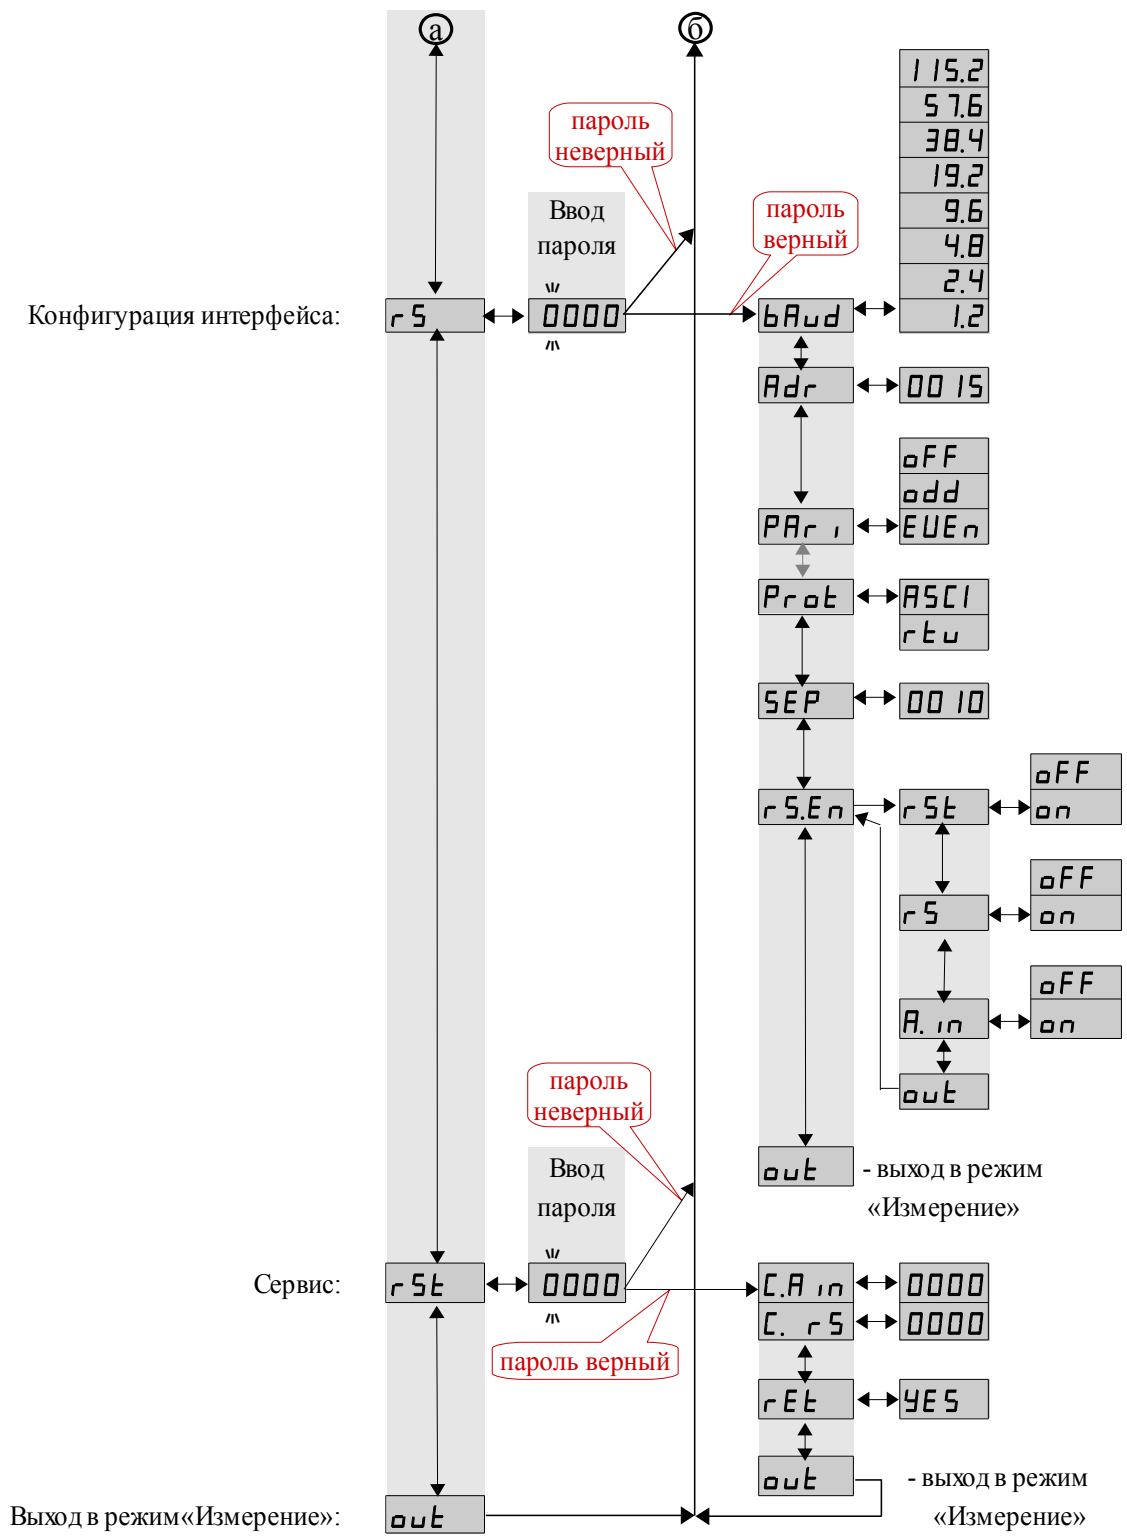 а
б
115.2
57.6
38.4
19.2
9.6
4.8
2.4
1.2
пароль
неверный
Ввод
пароля
пароль
верный
Конфигурация интерфейса:
rS
0000
bAud
Adr
0015
oFF
odd
EUEn
PAri
Prot
ASCI
rtu
SEP
0010
rS.En
rSt
oFF
on
rS
oFF
on
A.in
oFF
on
out
out
- выход в режим
«Измерение»
пароль
неверный
Ввод
пароля
Сервис:
rSt
0000
C.Ain
0000
C.rS
0000
пароль верный
rEt
YES
out
- выход в режим
«Измерение»
Выход в режим«Измерение»:
out